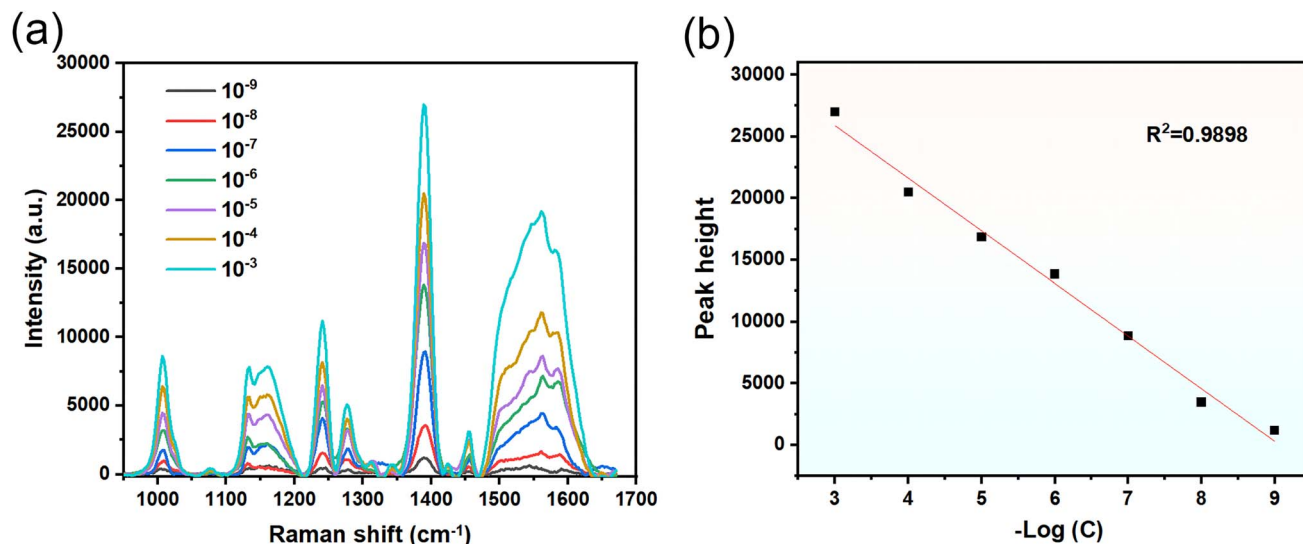 (a)
30000
25000
20000
15000
10000
5000
0
Intensity (a.u.)
10⁻⁹
10⁻⁸
10⁻⁷
10⁻⁶
10⁻⁵
10⁻⁴
10⁻³
1000 1100 1200 1300 1400 1500 1600 1700
Raman shift (cm⁻¹)
(b)
30000
25000
20000
15000
10000
5000
0
Peak height
R²=0.9898
3 4 5 6 7 8 9
-Log (C)